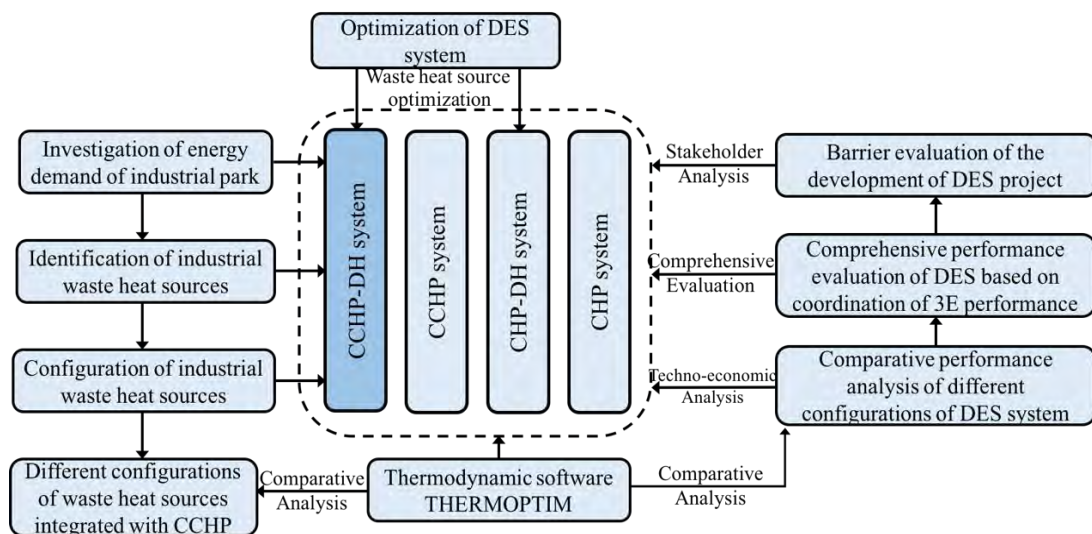 Optimization of DES
system
Waste heat source
optimization
Investigation of energy
demand of industrial park
Identification of industrial
waste heat sources
Configuration of industrial
waste heat sources
Different configurations
of waste heat sources
integrated with CCHP
CCHP-DH system
CCHP system
CHP-DH system
CHP system
Stakeholder
Analysis
Comprehensive
Evaluation
Techno-economic
Analysis
Barrier evaluation of the
development of DES project
Comprehensive performance
evaluation of DES based on
coordination of 3E performance
Comparative performance
analysis of different
configurations of DES system
Comparative
Analysis
Thermodynamic software
THERMOPTIM
Comparative
Analysis